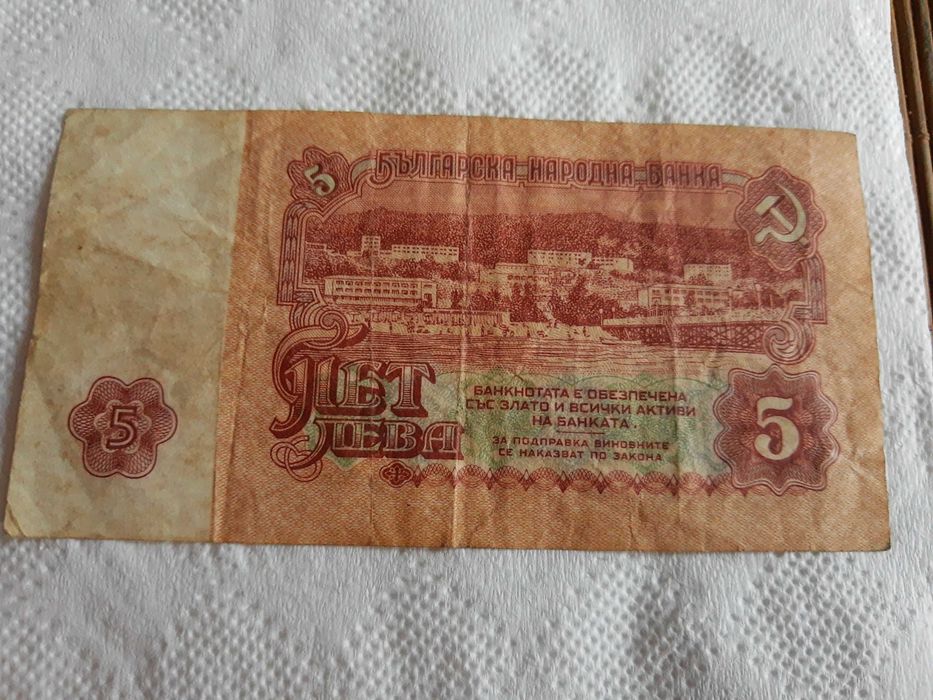 5
БЪЛГАРСКА НАРОДНА БАНКА
ПЕТ
ЛЕВА
БАНКНОТАТА Е ОБЕЗПЕЧЕНА
СЪС ЗЛАТО И ВСИЧКИ АКТИВИ
НА БАНКАТА.
ЗА ПОДПРАВКА ВИНОВНИТЕ
СЕ НАКАЗВАТ ПО ЗАКОНА
5
5